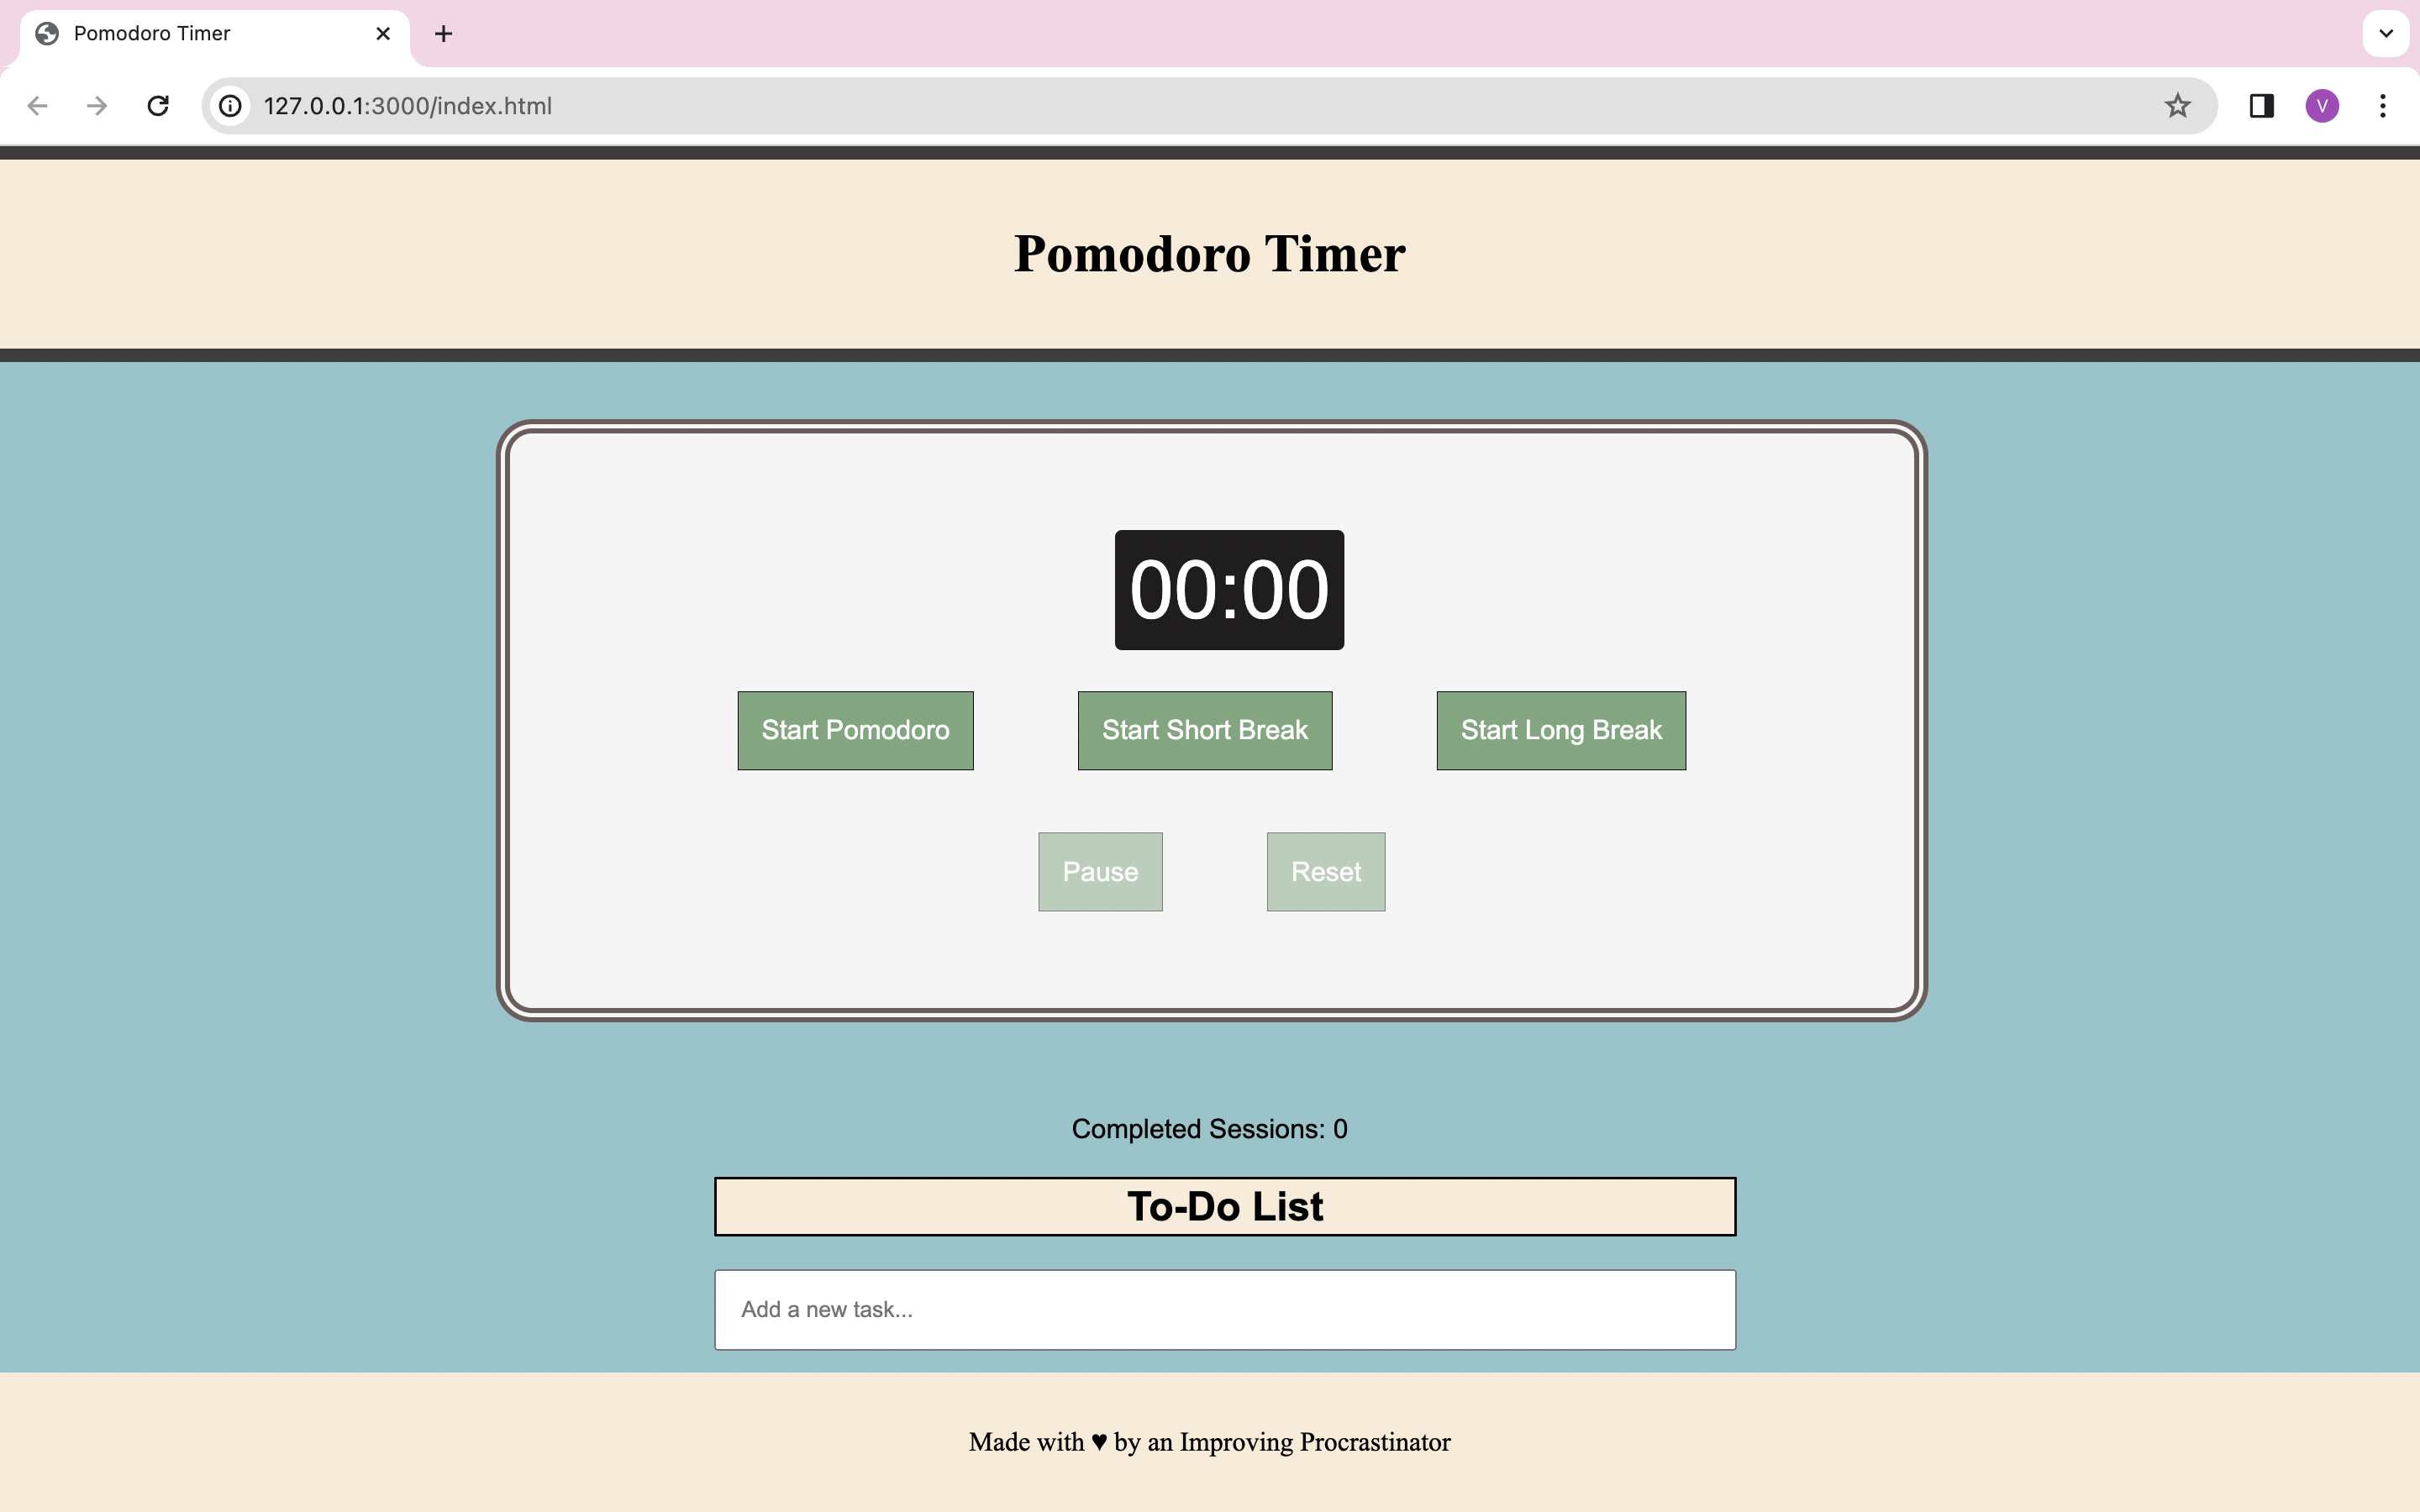 Pomodoro Timer
127.0.0.1:3000/index.html
V
Pomodoro Timer
00:00
Start Pomodoro Start Short Break Start Long Break
Pause Reset
Completed Sessions: 0
To-Do List
Add a new task...
Made with ♥ by an Improving Procrastinator